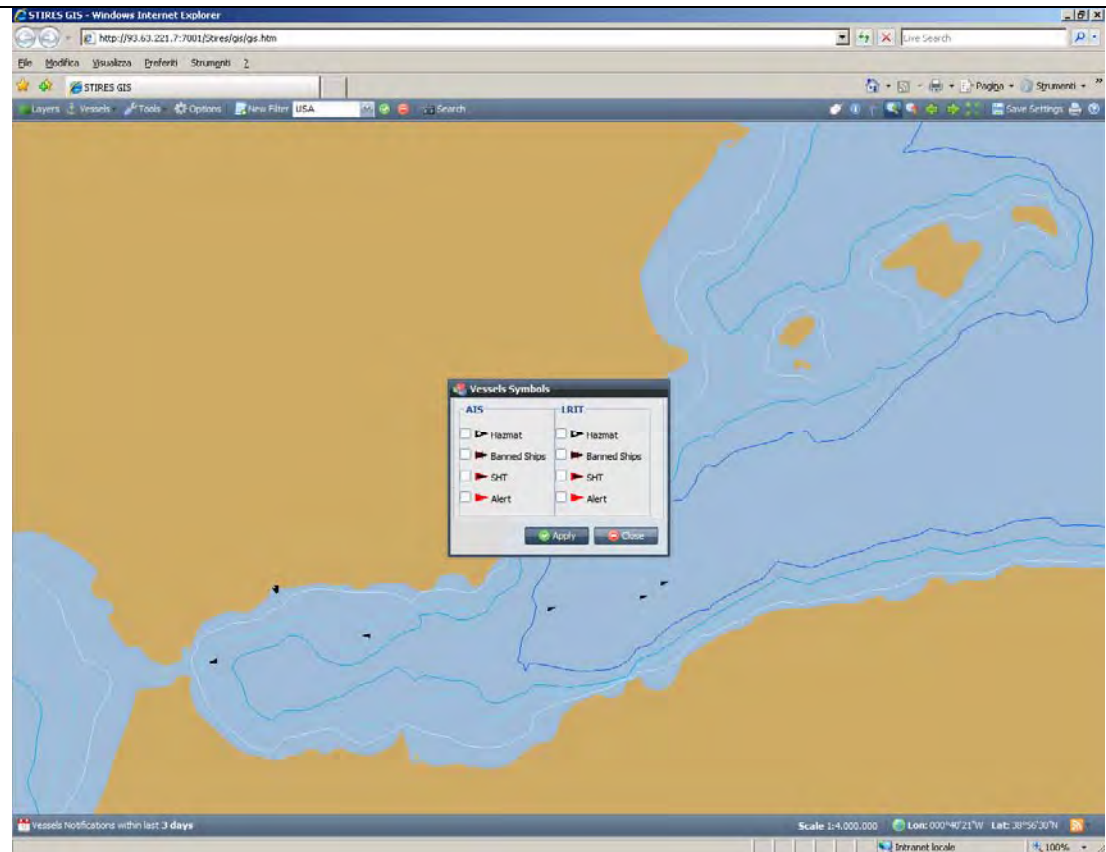 STIRES GIS - Windows Internet Explorer
http://93.63.221.7:7001/Stires/gis/gis.htm
Live Search
File Modifica Visualizza Preferiti Strumenti ?
STIRES GIS
Pagina Strumenti »
Layers Vessels Tools Options New Filter USA Search Save Settings
Vessels Symbols
AIS LRIT
Hazmat Hazmat
Banned Ships Banned Ships
SHT SHT
Alert Alert
Apply Close
Vessels Notifications within last 3 days
Scale 1:4.000.000 Lon: 000°40'21"W Lat: 38°56'30"N
Intranet locale 100%